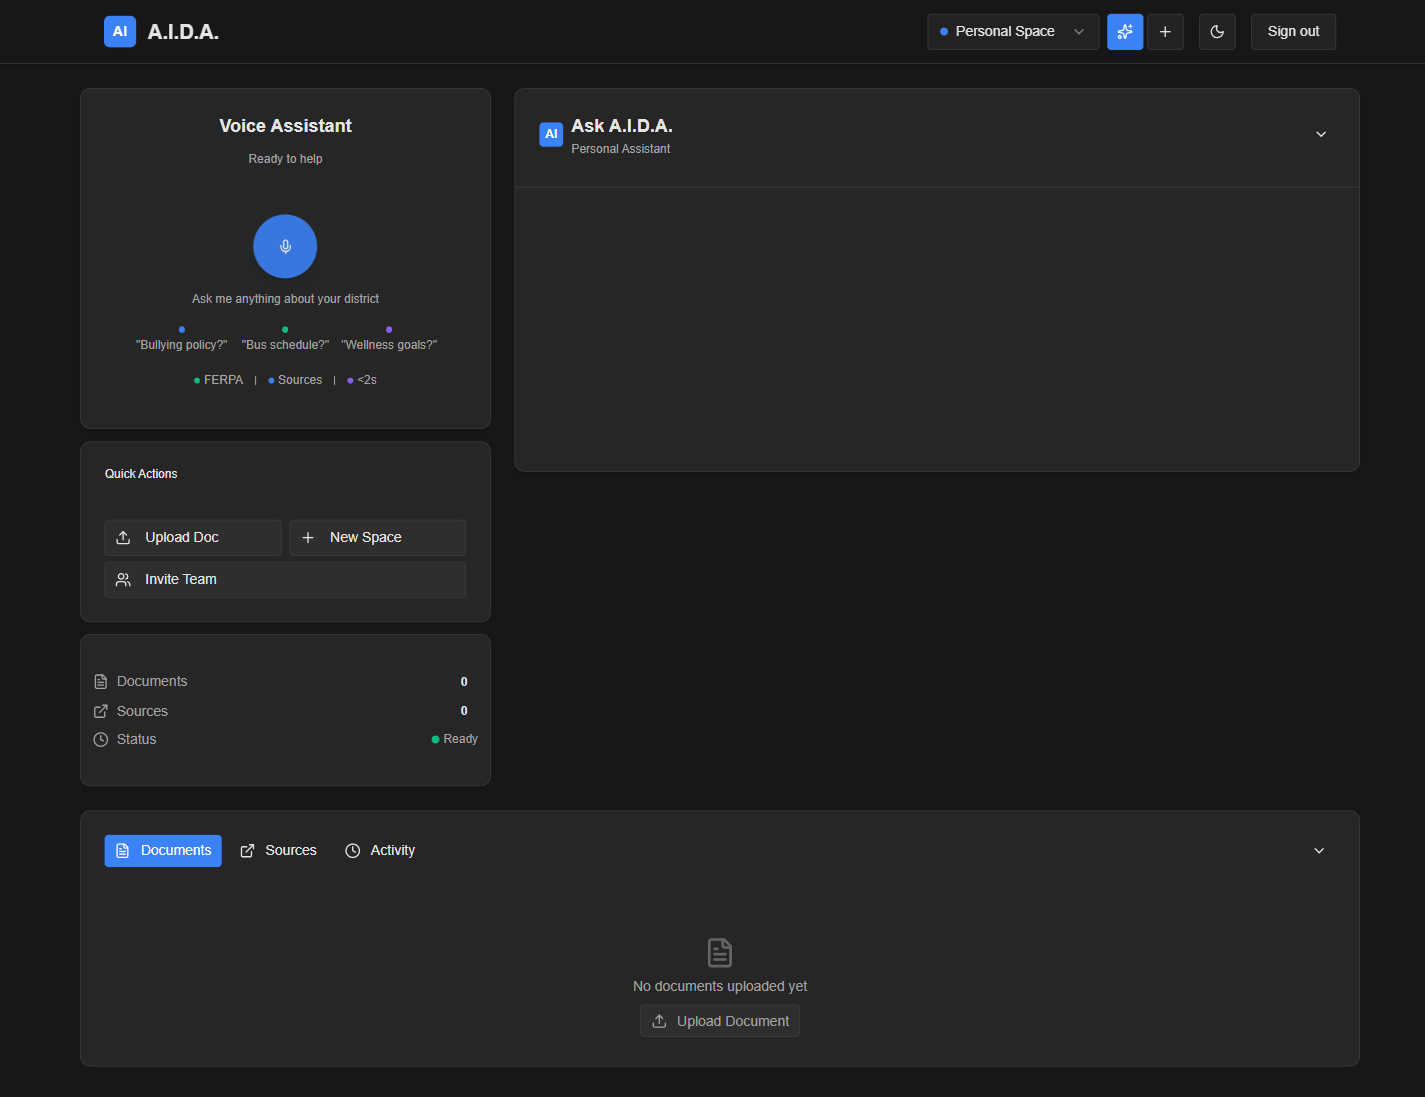 AI A.I.D.A.
Personal Space
Sign out
Voice Assistant
Ready to help
Ask me anything about your district
"Bullying policy?" "Bus schedule?" "Wellness goals?"
FERPA | Sources | <2s
Quick Actions
Upload Doc
New Space
Invite Team
Documents 0
Sources 0
Status Ready
AI Ask A.I.D.A.
Personal Assistant
Documents Sources Activity
No documents uploaded yet
Upload Document